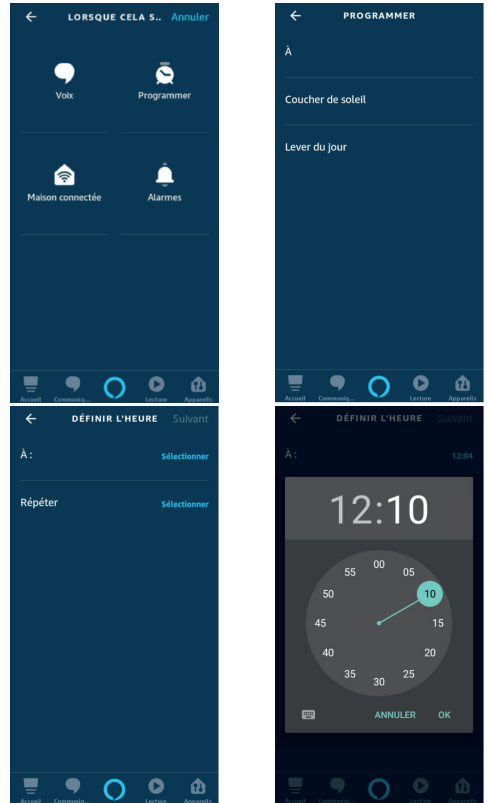 LORSQUE CELA S.. Annuler
Voix
Programmer
Maison connectée
Alarmes
Accueil Communiq... Lecture Appareils
PROGRAMMER
À
Coucher de soleil
Lever du jour
Accueil Communiq... Lecture Appareils
DÉFINIR L'HEURE Suivant
À : Sélectionner
Répéter Sélectionner
Accueil Communiq... Lecture Appareils
DÉFINIR L'HEURE Suivant
À : 12:04
12:10
00
55 05
50 10
45 15
40 20
35 25
30
ANNULER OK
Accueil Communiq... Lecture Appareils